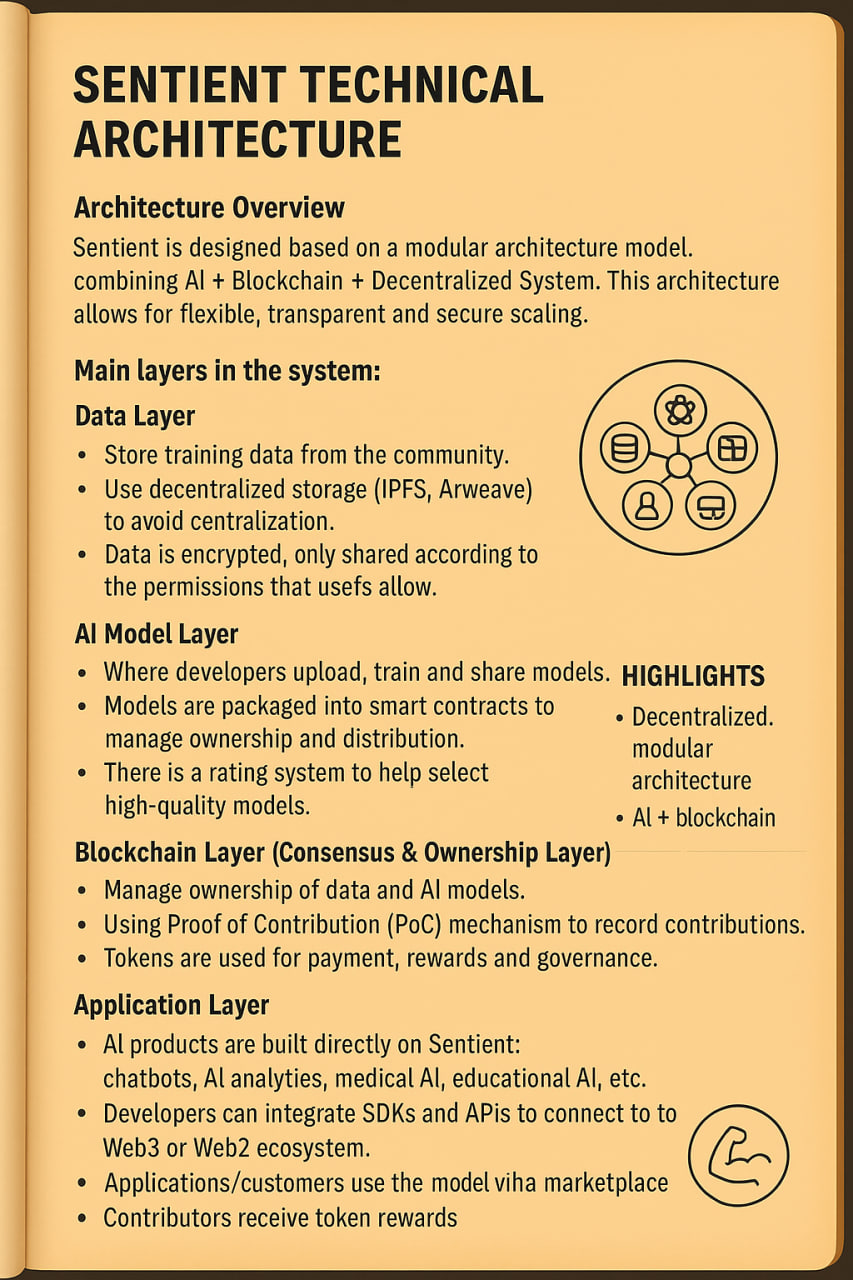 SENTIENT TECHNICAL
ARCHITECTURE
Architecture Overview
Sentient is designed based on a modular architecture model.
combining AI + Blockchain + Decentralized System. This architecture
allows for flexible, transparent and secure scaling.
Main layers in the system:
Data Layer
• Store training data from the community.
• Use decentralized storage (IPFS, Arweave)
to avoid centralization.
• Data is encrypted, only shared according to
the permissions that usefs allow.
AI Model Layer
• Where developers upload, train and share models.
• Models are packaged into smart contracts to
manage ownership and distribution.
• There is a rating system to help select
high-quality models.
HIGHLIGHTS
• Decentralized.
modular
architecture
• AI + blockchain
Blockchain Layer (Consensus & Ownership Layer)
• Manage ownership of data and AI models.
• Using Proof of Contribution (PoC) mechanism to record contributions.
• Tokens are used for payment, rewards and governance.
Application Layer
• AI products are built directly on Sentient:
chatbots, AI analyties, medical AI, educational AI, etc.
• Developers can integrate SDKs and APis to connect to to
Web3 or Web2 ecosystem.
• Applications/customers use the model viha marketplace
• Contributors receive token rewards